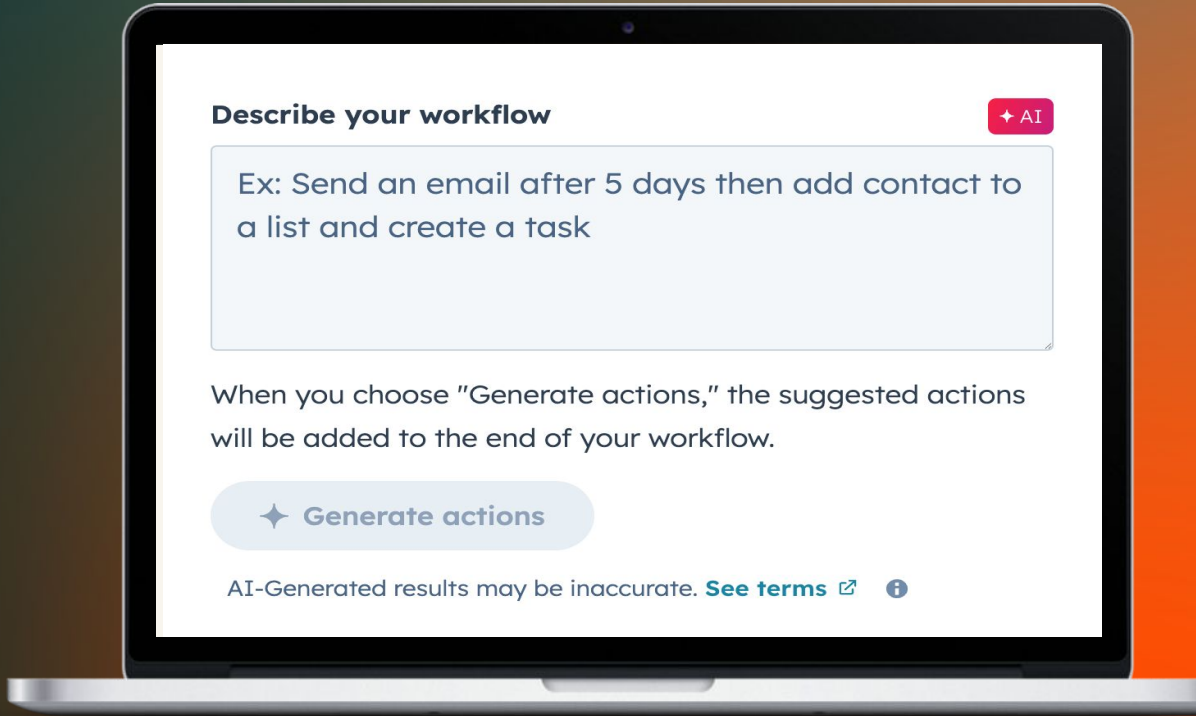 Describe your workflow
AI
Ex: Send an email after 5 days then add contact to
a list and create a task
When you choose "Generate actions," the suggested actions
will be added to the end of your workflow.
Generate actions
AI-Generated results may be inaccurate. See terms